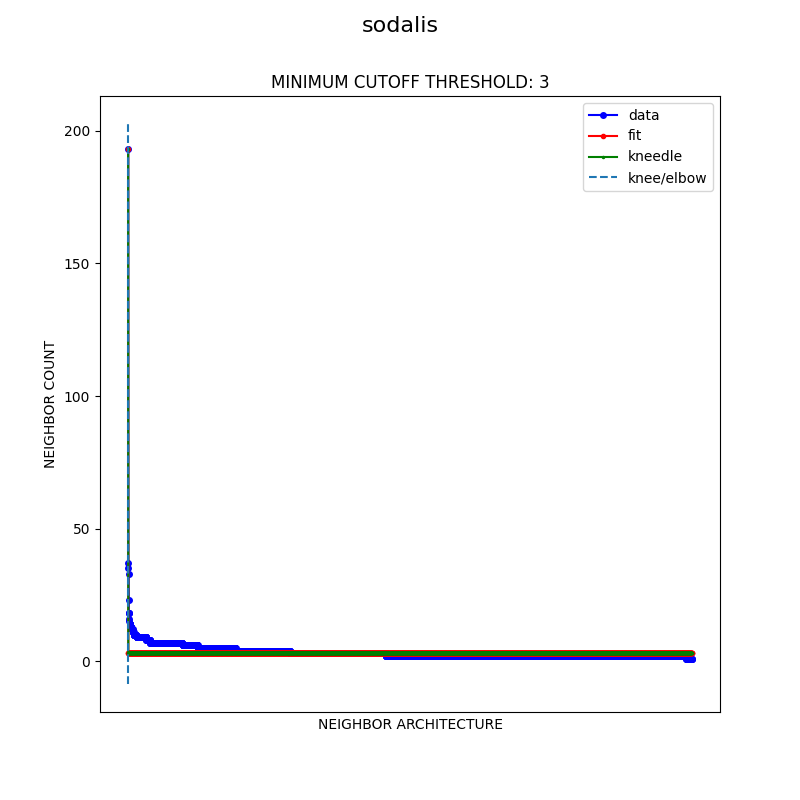 sodalis
MINIMUM CUTOFF THRESHOLD: 3
data
fit
kneedle
knee/elbow
200
150
100
50
0
NEIGHBOR COUNT
NEIGHBOR ARCHITECTURE